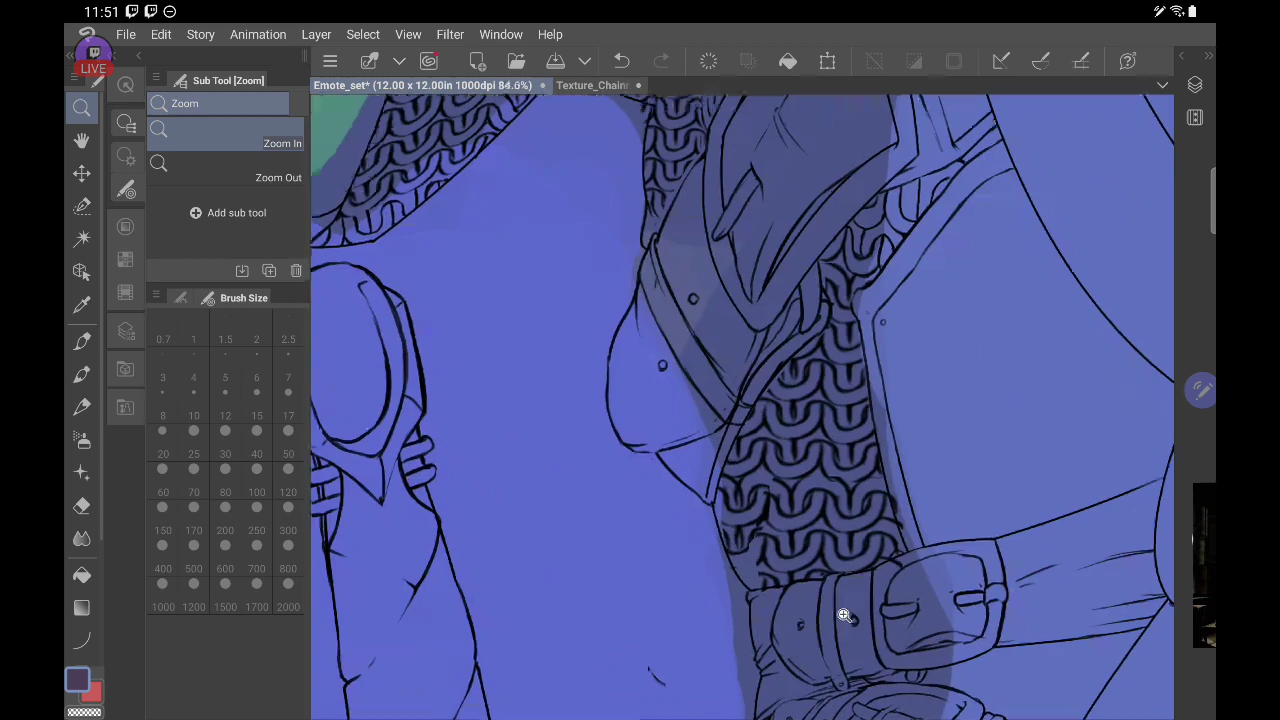 11:51
File Edit Story Animation Layer Select View Filter Window Help
LIVE
Sub Tool [Zoom]
Emote_set* (12.00 x 12.00in 1000dpi 84.6%)
Texture_Chainr
Zoom
Zoom In
Zoom Out
Add sub tool
Brush Size
0.7 1 1.5 2 2.5
3 4 5 6 7
8 10 12 15 17
20 25 30 40 50
60 70 80 100 120
150 170 200 250 300
400 500 600 700 800
1000 1200 1500 1700 2000